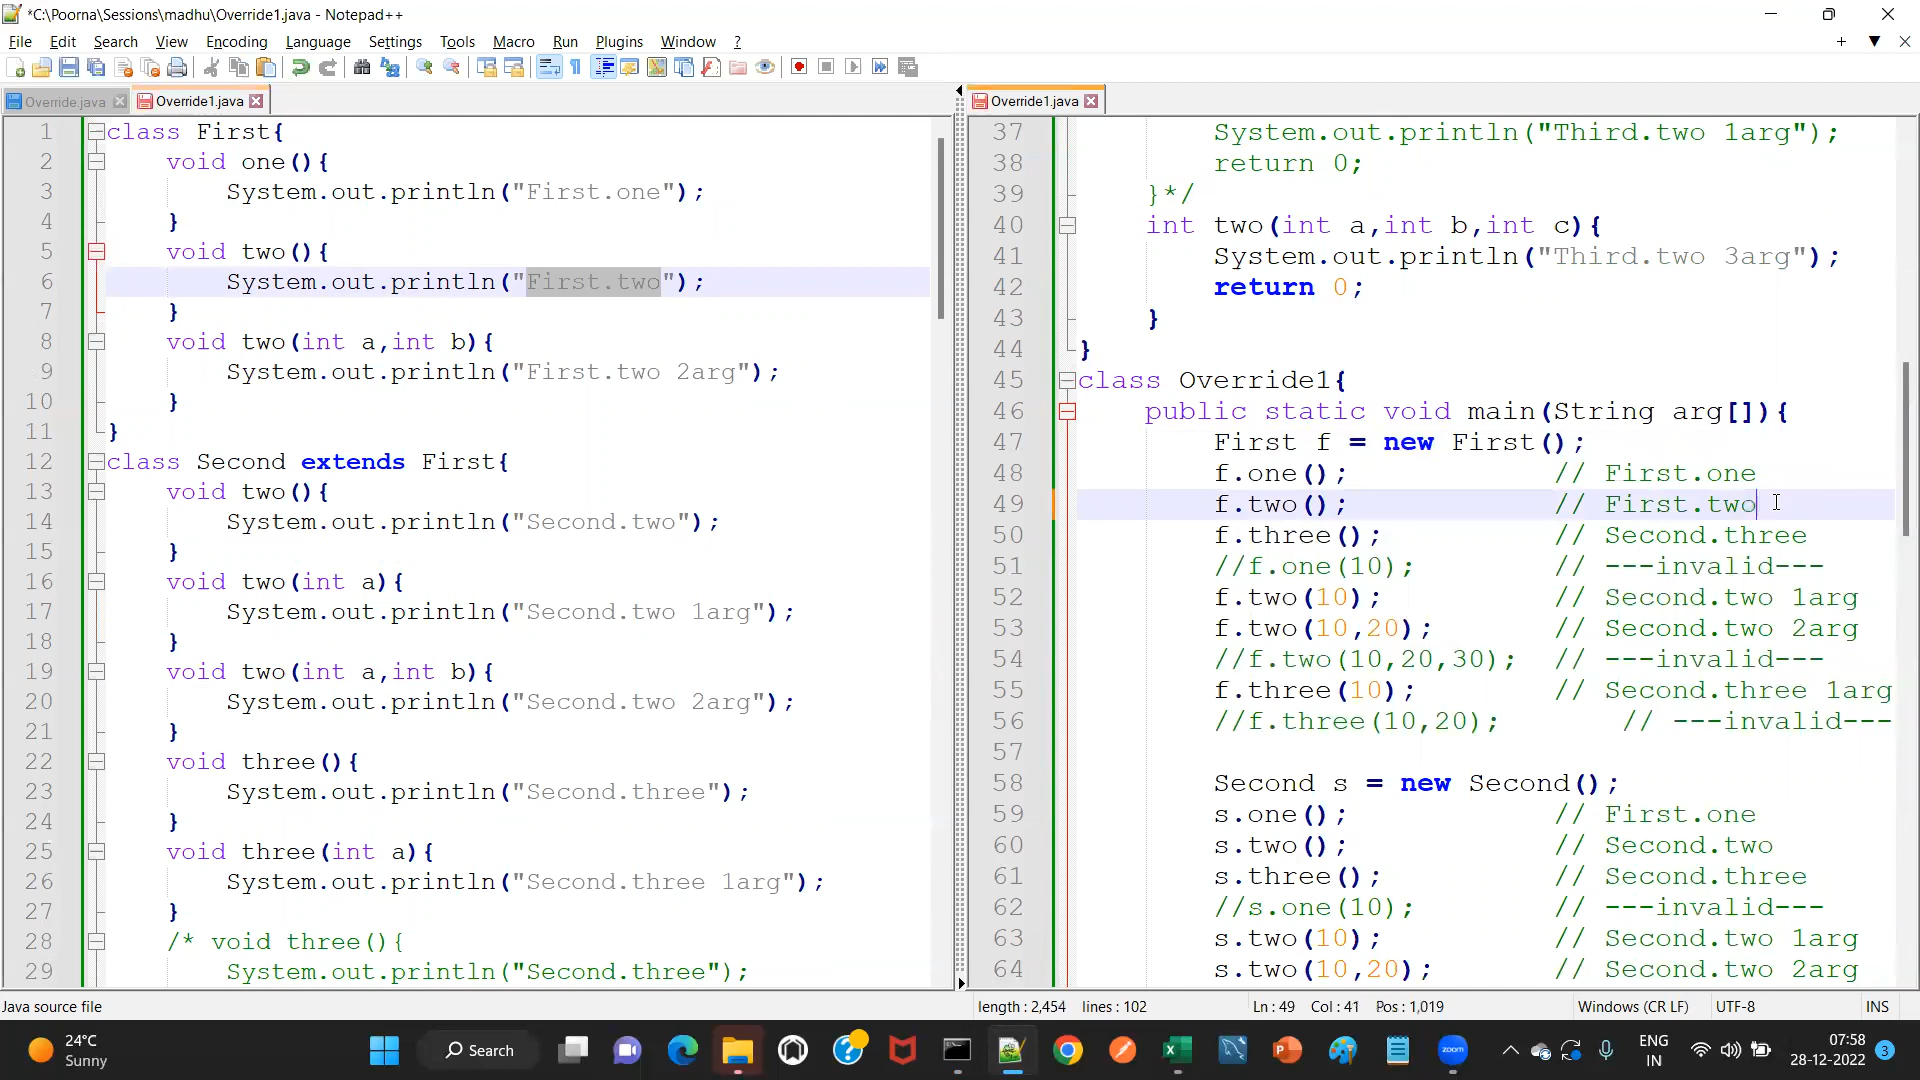 *C:\Poorna\Sessions\madhu\Override1.java - Notepad++
File Edit Search View Encoding Language Settings Tools Macro Run Plugins Window ?
Override.java Override1.java
1 class First{
2 void one(){
3 System.out.println("First.one");
4 }
5 void two(){
6 System.out.println("First.two");
7 }
8 void two(int a,int b){
9 System.out.println("First.two 2arg");
10 }
11 }
12 class Second extends First{
13 void two(){
14 System.out.println("Second.two");
15 }
16 void two(int a){
17 System.out.println("Second.two 1arg");
18 }
19 void two(int a,int b){
20 System.out.println("Second.two 2arg");
21 }
22 void three(){
23 System.out.println("Second.three");
24 }
25 void three(int a){
26 System.out.println("Second.three 1arg");
27 }
28 /* void three(){
29 System.out.println("Second.three");
Override1.java
37 System.out.println("Third.two 1arg");
38 return 0;
39 }*/
40 int two(int a,int b,int c){
41 System.out.println("Third.two 3arg");
42 return 0;
43 }
44 }
45 class Override1{
46 public static void main(String arg[]){
47 First f = new First();
48 f.one(); // First.one
49 f.two(); // First.two
50 f.three(); // Second.three
51 //f.one(10); // ---invalid---
52 f.two(10); // Second.two 1arg
53 f.two(10,20); // Second.two 2arg
54 //f.two(10,20,30); // ---invalid---
55 f.three(10); // Second.three 1arg
56 //f.three(10,20); // ---invalid---
57
58 Second s = new Second();
59 s.one(); // First.one
60 s.two(); // Second.two
61 s.three(); // Second.three
62 //s.one(10); // ---invalid---
63 s.two(10); // Second.two 1arg
64 s.two(10,20); // Second.two 2arg
Java source file length : 2,454 lines : 102 Ln : 49 Col : 41 Pos : 1,019 Windows (CR LF) UTF-8 INS
24°C
Sunny
Search
zoom
ENG
IN
07:58
28-12-2022
3